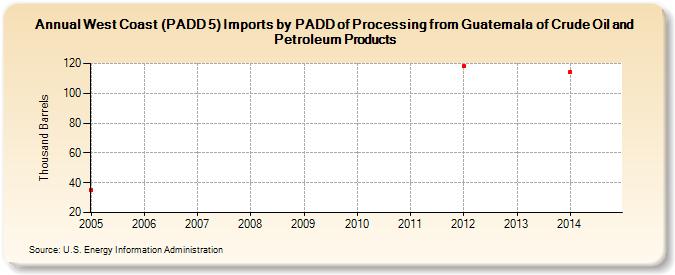 Annual West Coast (PADD 5) Imports by PADD of Processing from Guatemala of Crude Oil and
Petroleum Products
Thousand Barrels
120
100
80
60
40
20
2005 2006 2007 2008 2009 2010 2011 2012 2013 2014
Source: U.S. Energy Information Administration